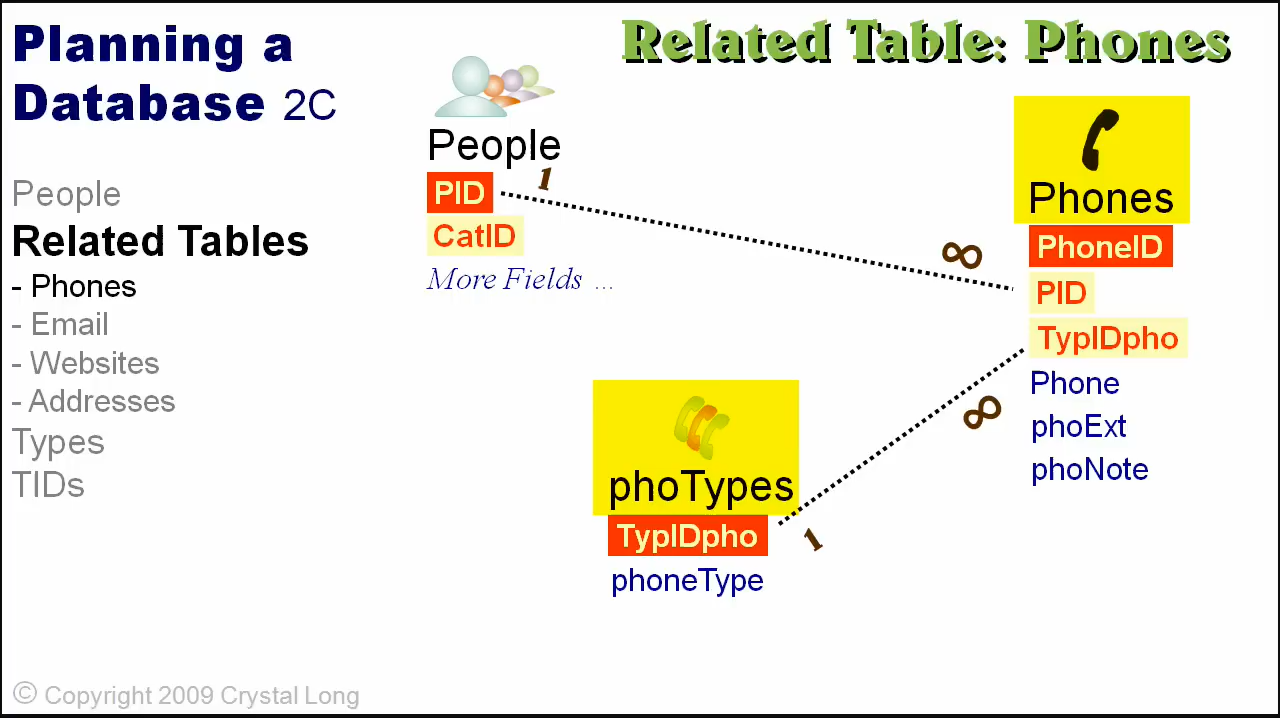 Planning a
Database 2C
People
Related Tables
- Phones
- Email
- Websites
- Addresses
Types
TIDs
Related Table: Phones
People
PID
CatID
More Fields ...
1
∞
Phones
PhoneID
PID
TypIDpho
Phone
phoExt
phoNote
∞
1
phoTypes
TypIDpho
phoneType
© Copyright 2009 Crystal Long